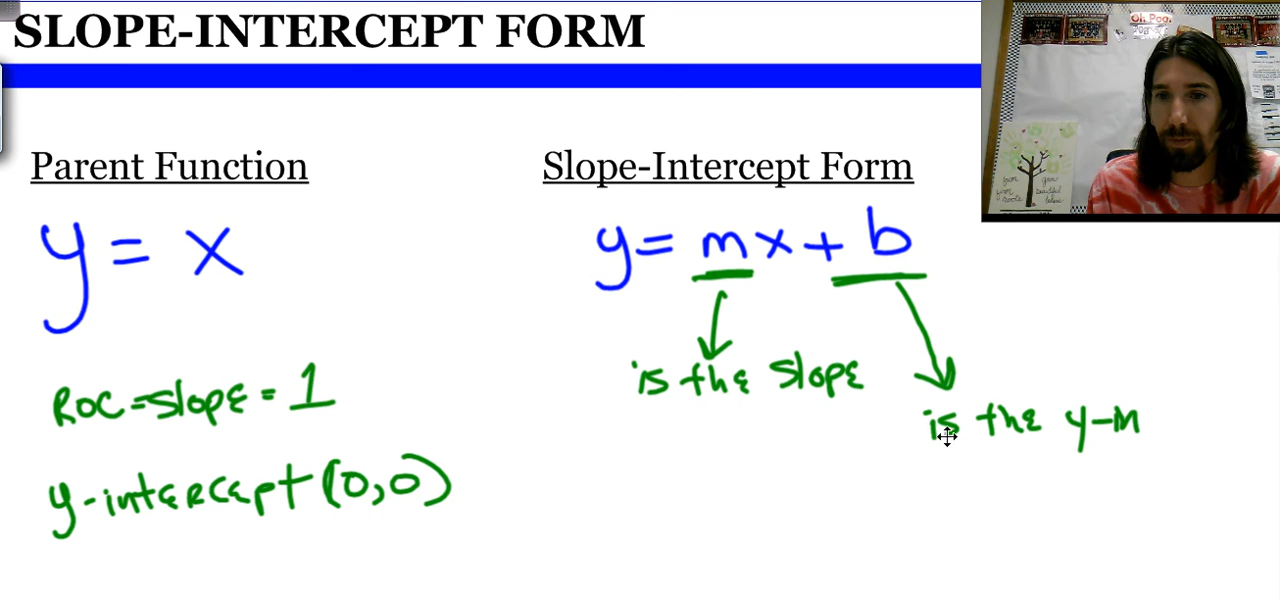 SLOPE-INTERCEPT FORM
Parent Function
y = x
ROC = slope = 1
y-intercept (0,0)
Slope-Intercept Form
y = mx + b
is the slope
is the y-in